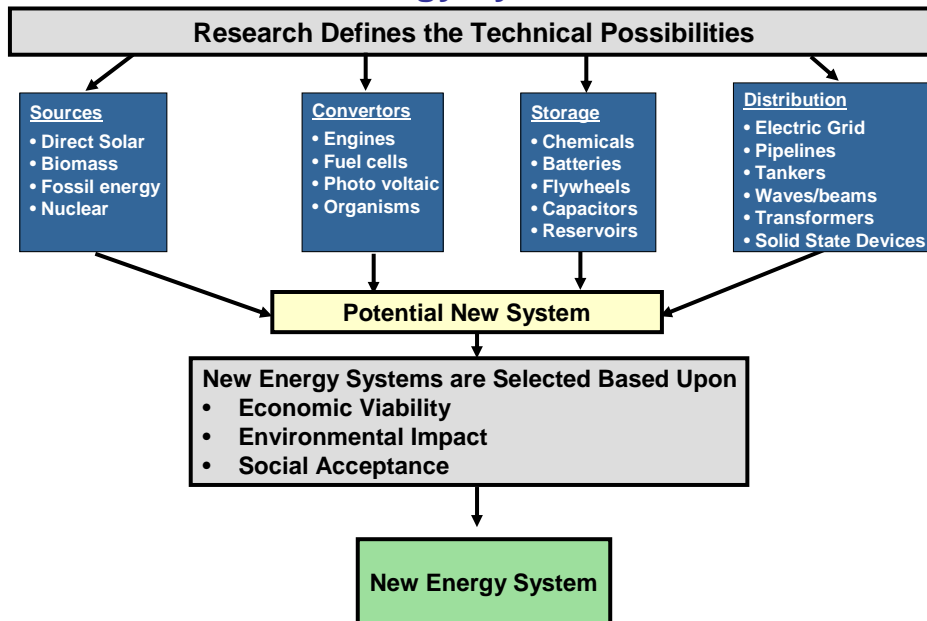 Research Defines the Technical Possibilities
Sources
• Direct Solar
• Biomass
• Fossil energy
• Nuclear
Convertors
• Engines
• Fuel cells
• Photo voltaic
• Organisms
Storage
• Chemicals
• Batteries
• Flywheels
• Capacitors
• Reservoirs
Distribution
• Electric Grid
• Pipelines
• Tankers
• Waves/beams
• Transformers
• Solid State Devices
Potential New System
New Energy Systems are Selected Based Upon
• Economic Viability
• Environmental Impact
• Social Acceptance
New Energy System